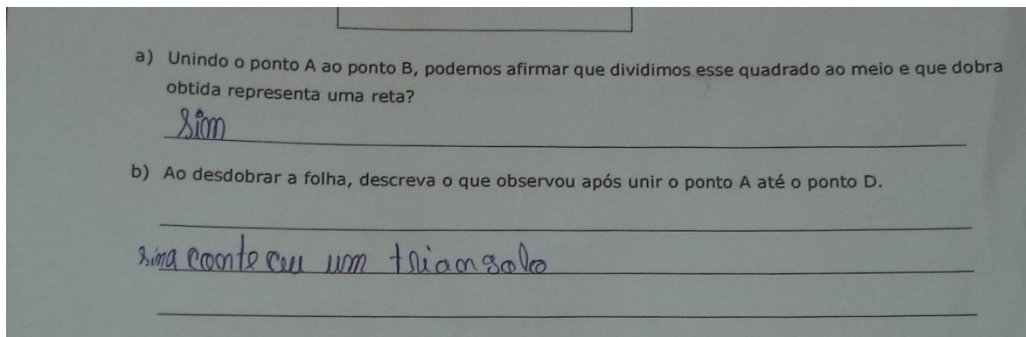 a) Unindo o ponto A ao ponto B, podemos afirmar que dividimos esse quadrado ao meio e que dobra
obtida representa uma reta?
Sim
b) Ao desdobrar a folha, descreva o que observou após unir o ponto A até o ponto D.
sim a conteceu um triangolo